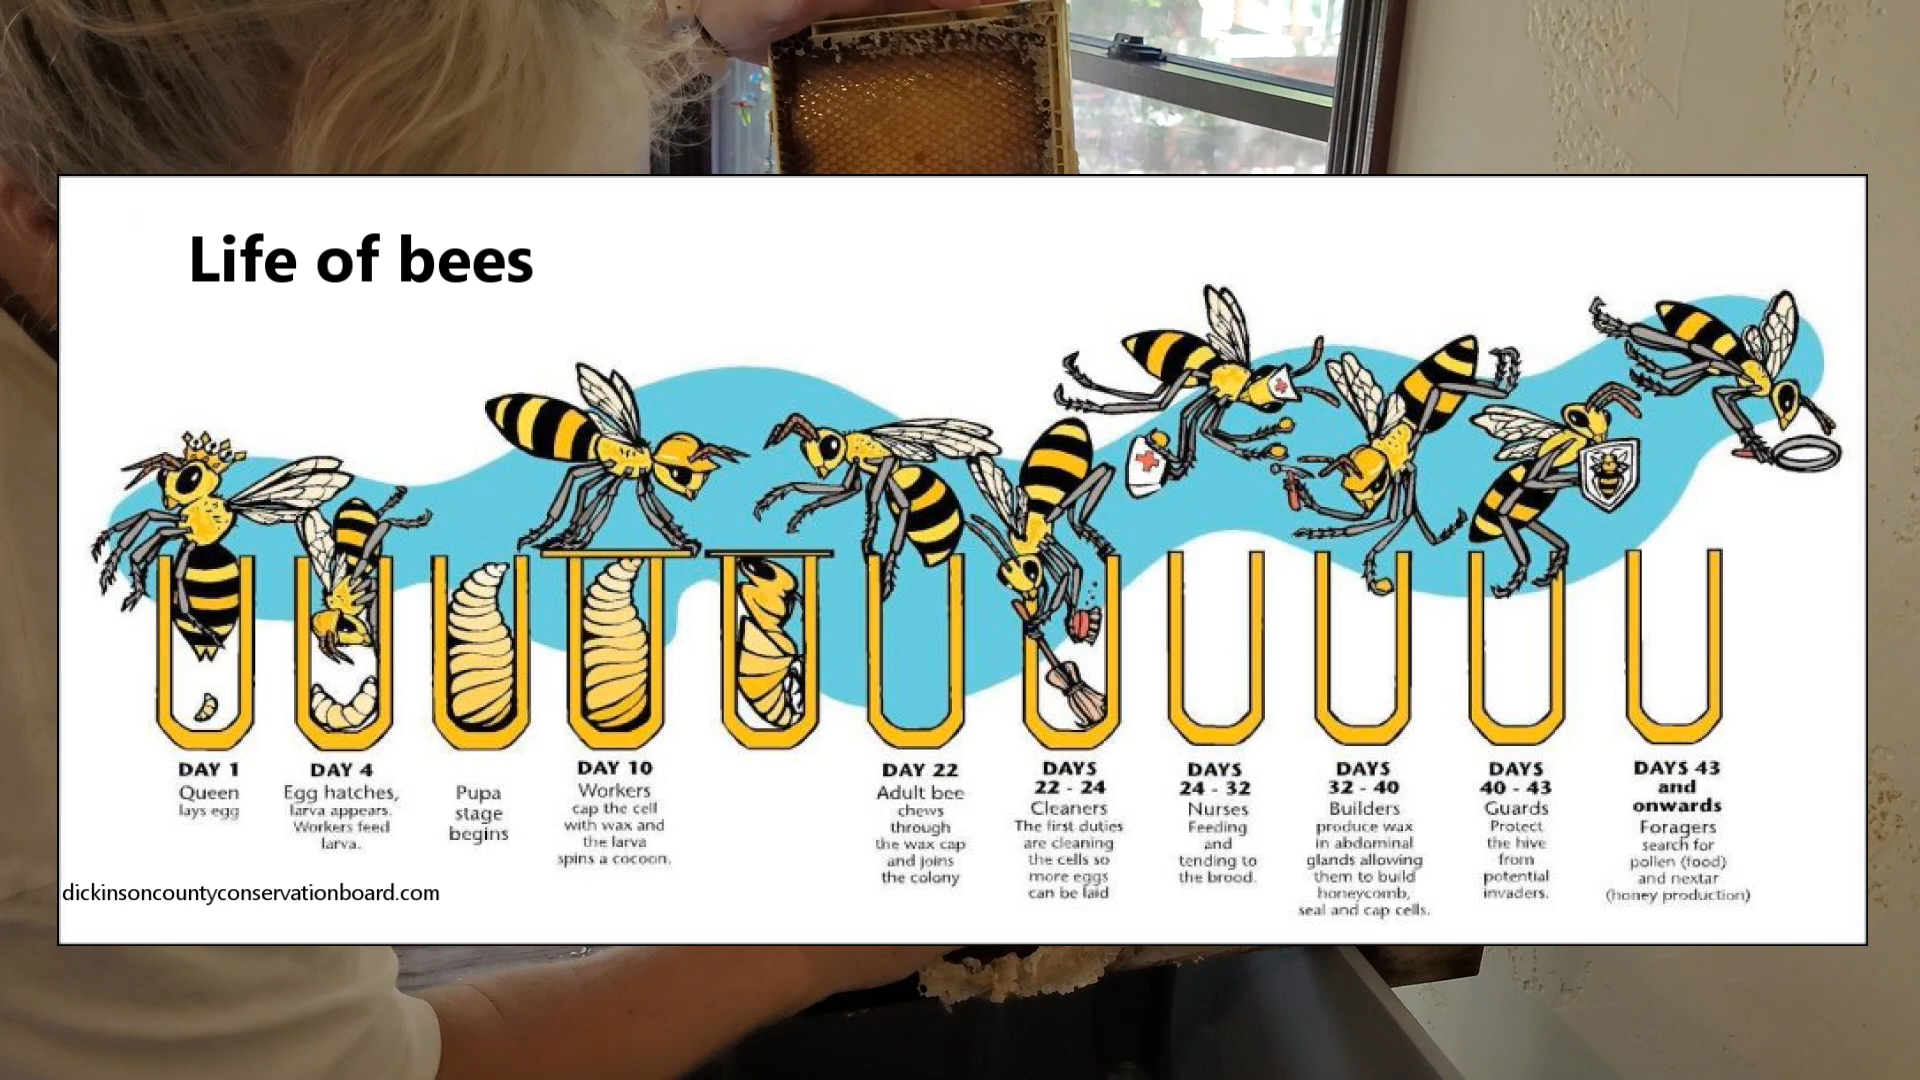 Life of bees
DAY 1
Queen
lays egg
DAY 4
Egg hatches,
larva appears.
Workers feed
larva.
Pupa
stage
begins
DAY 10
Workers
cap the cell
with wax and
the larva
spins a cocoon.
DAY 22
Adult bee
chews
through
the wax cap
and joins
the colony
DAYS
22 - 24
Cleaners
The first duties
are cleaning
the cells so
more eggs
can be laid
DAYS
24 - 32
Nurses
Feeding
and
tending to
the brood.
DAYS
32 - 40
Builders
produce wax
in abdominal
glands allowing
them to build
honeycomb,
seal and cap cells.
DAYS
40 - 43
Guards
Protect
the hive
from
potential
invaders.
DAYS 43
and
onwards
Foragers
search for
pollen (food)
and nextar
(honey production)
dickinsoncountyconservationboard.com